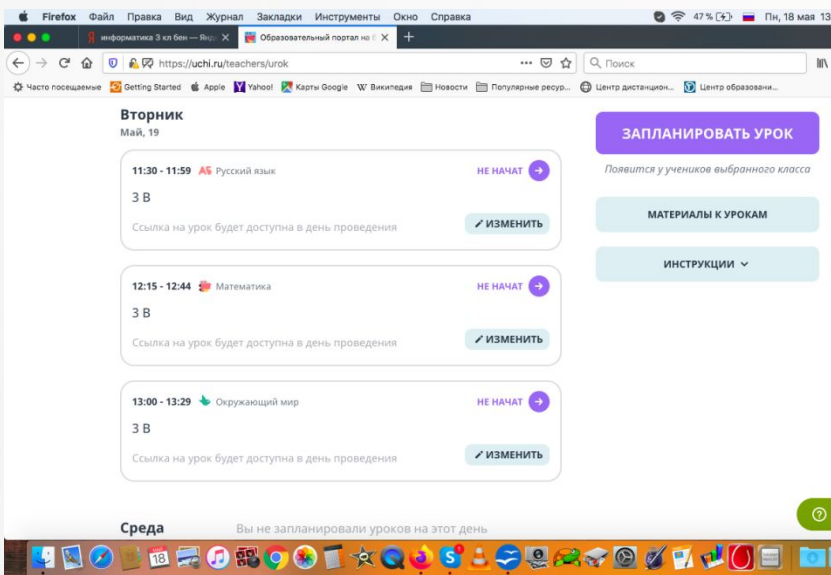 Firefox Файл Правка Вид Журнал Закладки Инструменты Окно Справка 47 % Пн, 18 мая 13
информатика 3 кл бен — Янд Образовательный портал на б
https://uchi.ru/teachers/urok Поиск
Часто посещаемые Getting Started Apple Yahoo! Карты Google Википедия Новости Популярные ресур... Центр дистанцион... Центр образовани...
Вторник
Май, 19
11:30 - 11:59 АБ Русский язык НЕ НАЧАТ
3 В
Ссылка на урок будет доступна в день проведения ИЗМЕНИТЬ
12:15 - 12:44 Математика НЕ НАЧАТ
3 В
Ссылка на урок будет доступна в день проведения ИЗМЕНИТЬ
13:00 - 13:29 Окружающий мир НЕ НАЧАТ
3 В
Ссылка на урок будет доступна в день проведения ИЗМЕНИТЬ
Среда Вы не запланировали уроков на этот день
ЗАПЛАНИРОВАТЬ УРОК
Появится у учеников выбранного класса
МАТЕРИАЛЫ К УРОКАМ
ИНСТРУКЦИИ
18